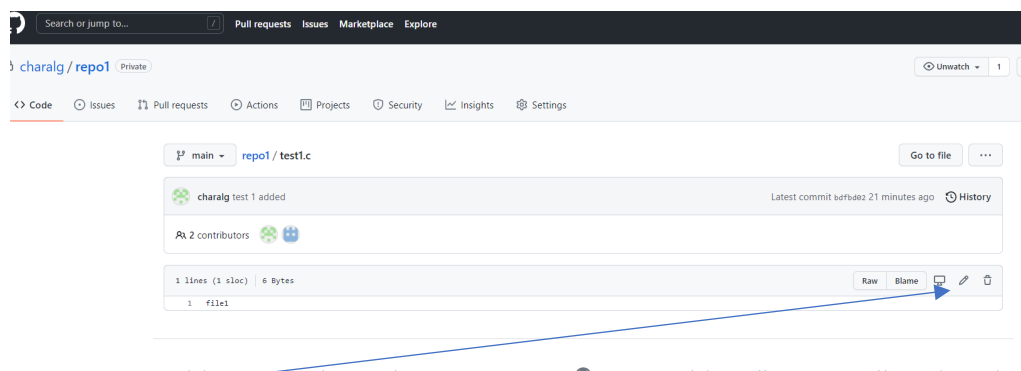 Search or jump to... / Pull requests Issues Marketplace Explore
charalg / repo1 Private Unwatch 1
<> Code Issues Pull requests Actions Projects Security Insights Settings
main repo1 / test1.c Go to file ...
charalg test 1 added Latest commit bdfbd02 21 minutes ago History
2 contributors
1 lines (1 sloc) 6 Bytes Raw Blame
1 file1